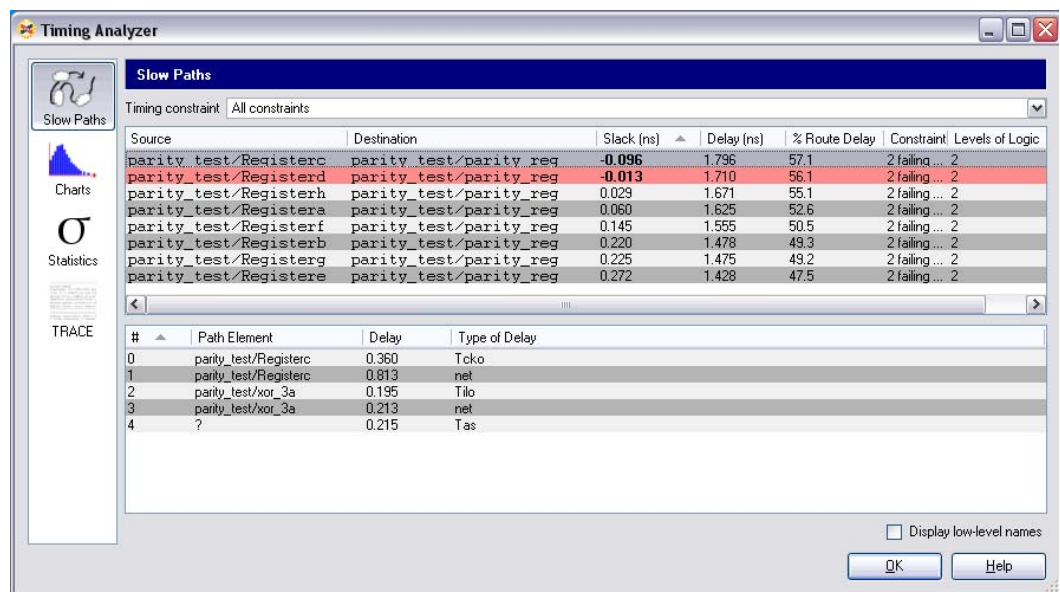 Timing Analyzer
Slow Paths
Charts
σ
Statistics
TRACE
Slow Paths
Timing constraint All constraints
Source Destination Slack (ns) Delay (ns) % Route Delay Constraint Levels of Logic
parity_test/Registerc parity_test/parity_reg -0.096 1.796 57.1 2 failing ... 2
parity_test/Registerd parity_test/parity_reg -0.013 1.710 56.1 2 failing ... 2
parity_test/Registerh parity_test/parity_reg 0.029 1.671 55.1 2 failing ... 2
parity_test/Registera parity_test/parity_reg 0.060 1.625 52.6 2 failing ... 2
parity_test/Registerf parity_test/parity_reg 0.145 1.555 50.5 2 failing ... 2
parity_test/Registerb parity_test/parity_reg 0.220 1.478 49.3 2 failing ... 2
parity_test/Registerg parity_test/parity_reg 0.225 1.475 49.2 2 failing ... 2
parity_test/Registere parity_test/parity_reg 0.272 1.428 47.5 2 failing ... 2
# Path Element Delay Type of Delay
0 parity_test/Registerc 0.360 Tcko
1 parity_test/Registerc 0.813 net
2 parity_test/xor_3a 0.195 Tilo
3 parity_test/xor_3a 0.213 net
4 ? 0.215 Tas
Display low-level names
OK Help